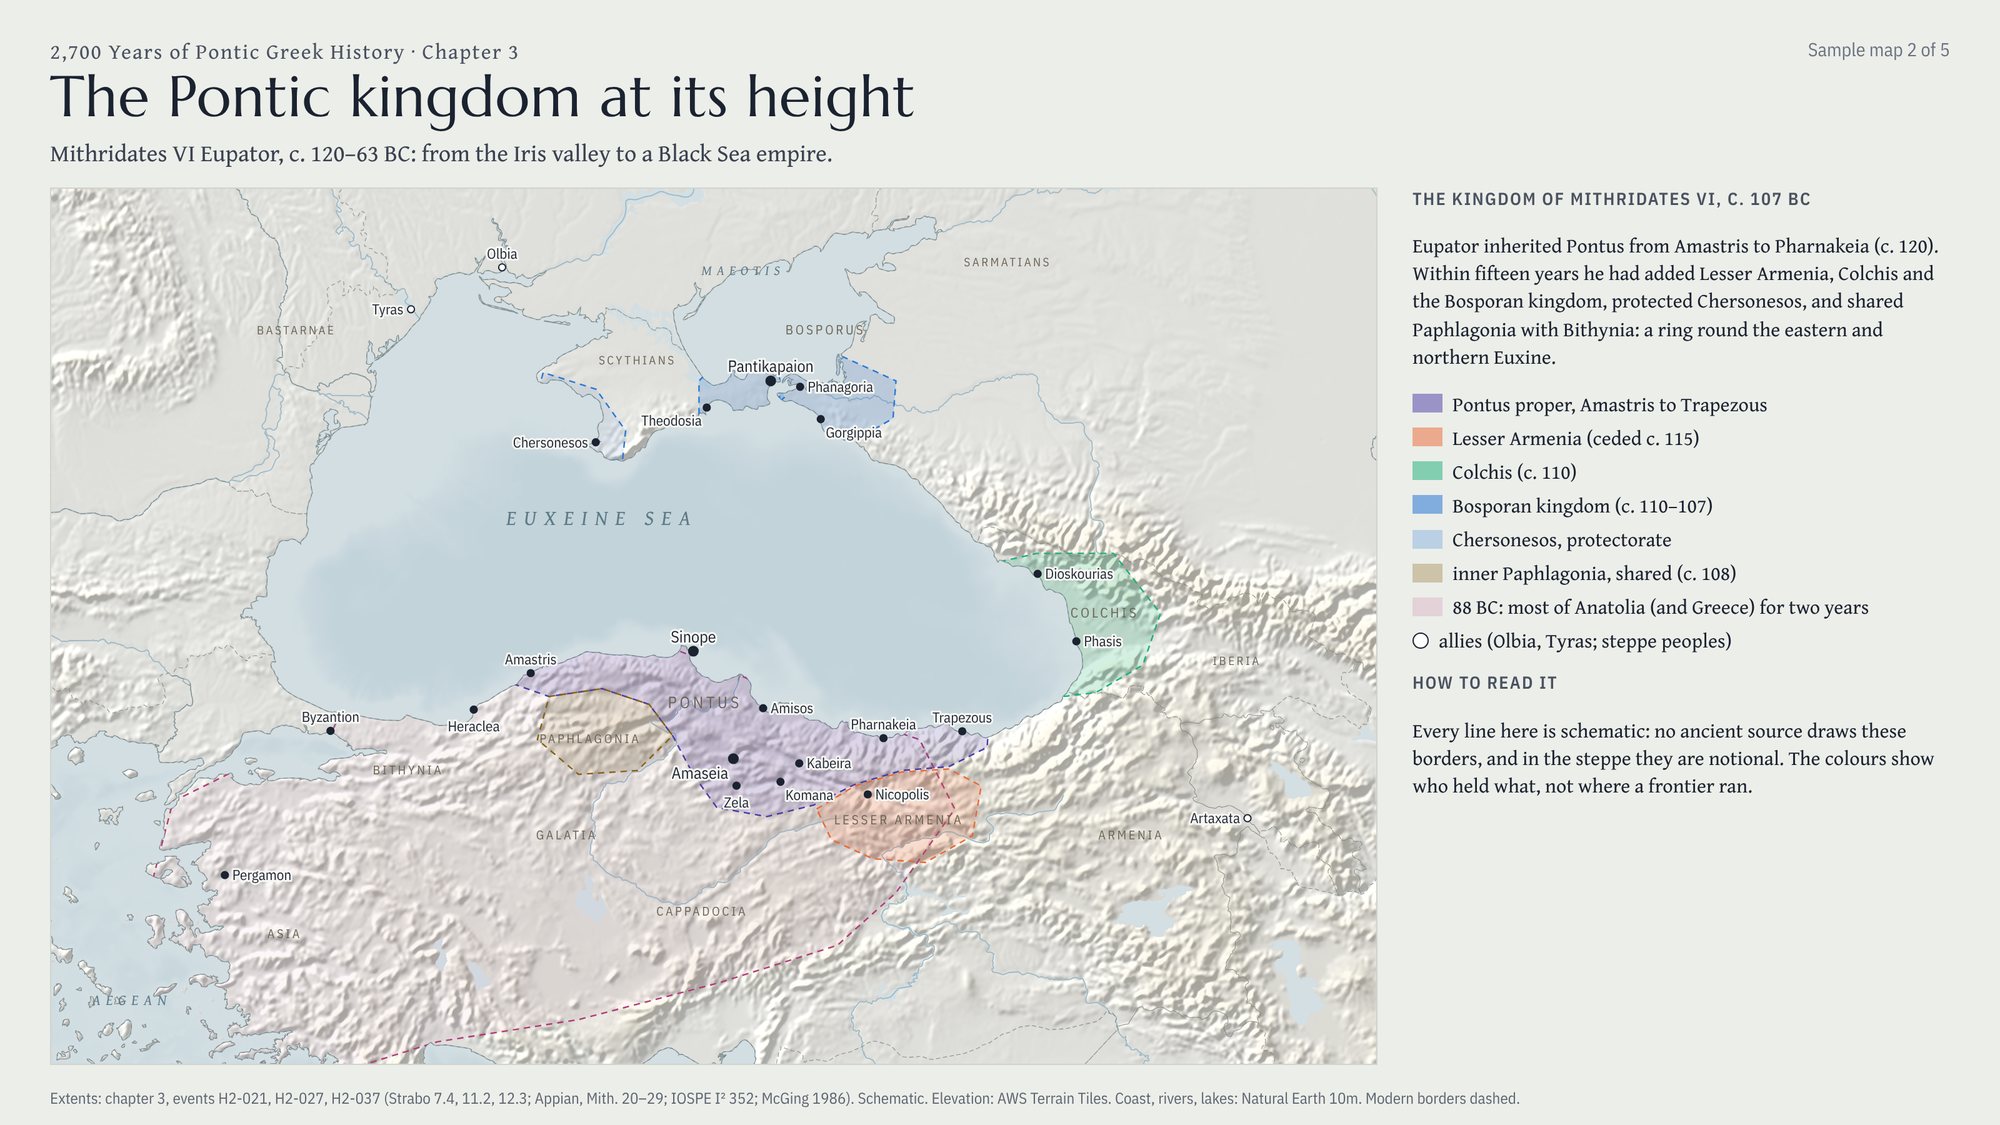 2,700 Years of Pontic Greek History · Chapter 3
Sample map 2 of 5
The Pontic kingdom at its height
Mithridates VI Eupator, c. 120–63 BC: from the Iris valley to a Black Sea empire.
Olbia
MAEOTIS
SARMATIANS
Tyras
BASTARNAE
BOSPORUS
SCYTHIANS
Pantikapaion
Phanagoria
Theodosia
Gorgippia
Chersonesos
EUXEINE SEA
Dioskourias
COLCHIS
Phasis
Sinope
Amastris
IBERIA
PONTUS
Amisos
Byzantion
Heraclea
Pharnakeia
Trapezous
PAPHLAGONIA
BITHYNIA
Amaseia
Kabeira
Zela
Komana
Nicopolis
LESSER ARMENIA
Artaxata
GALATIA
ARMENIA
Pergamon
CAPPADOCIA
ASIA
AEGEAN
THE KINGDOM OF MITHRIDATES VI, C. 107 BC
Eupator inherited Pontus from Amastris to Pharnakeia (c. 120).
Within fifteen years he had added Lesser Armenia, Colchis and
the Bosporan kingdom, protected Chersonesos, and shared
Paphlagonia with Bithynia: a ring round the eastern and
northern Euxine.
Pontus proper, Amastris to Trapezous
Lesser Armenia (ceded c. 115)
Colchis (c. 110)
Bosporan kingdom (c. 110–107)
Chersonesos, protectorate
inner Paphlagonia, shared (c. 108)
88 BC: most of Anatolia (and Greece) for two years
allies (Olbia, Tyras; steppe peoples)
HOW TO READ IT
Every line here is schematic: no ancient source draws these
borders, and in the steppe they are notional. The colours show
who held what, not where a frontier ran.
Extents: chapter 3, events H2-021, H2-027, H2-037 (Strabo 7.4, 11.2, 12.3; Appian, Mith. 20–29; IOSPE I² 352; McGing 1986). Schematic. Elevation: AWS Terrain Tiles. Coast, rivers, lakes: Natural Earth 10m. Modern borders dashed.